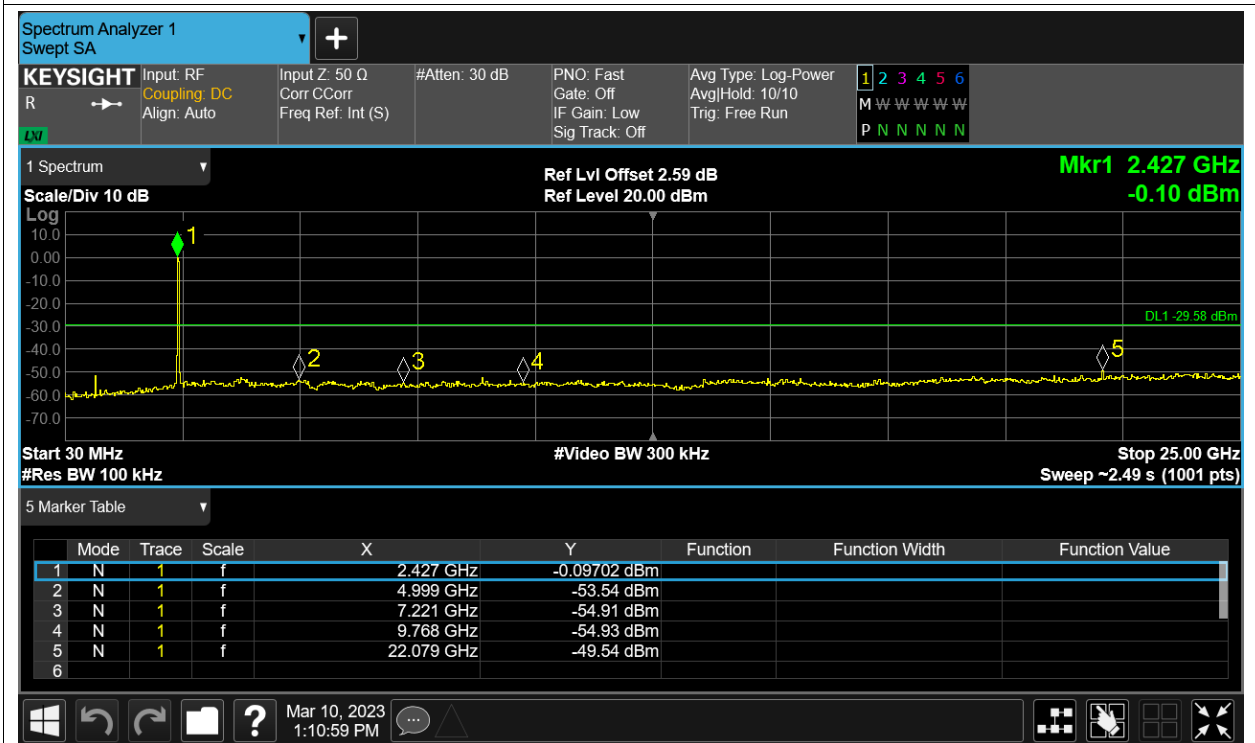 Spectrum Analyzer 1
Swept SA
KEYSIGHT
R
LXI
Input: RF
Coupling: DC
Align: Auto
Input Z: 50 Ω
Corr CCorr
Freq Ref: Int (S)
#Atten: 30 dB
PNO: Fast
Gate: Off
IF Gain: Low
Sig Track: Off
Avg Type: Log-Power
Avg|Hold: 10/10
Trig: Free Run
1 2 3 4 5 6
M W W W W W
P N N N N N
1 Spectrum
Scale/Div 10 dB
Ref Lvl Offset 2.59 dB
Ref Level 20.00 dBm
Mkr1 2.427 GHz
-0.10 dBm
Log
10.0
0.00
-10.0
-20.0
-30.0
-40.0
-50.0
-60.0
-70.0
1
2
3
4
5
DL1 -29.58 dBm
Start 30 MHz
#Res BW 100 kHz
#Video BW 300 kHz
Stop 25.00 GHz
Sweep ~2.49 s (1001 pts)
5 Marker Table
Mode Trace Scale X Y Function Function Width Function Value
1 N 1 f 2.427 GHz -0.09702 dBm
2 N 1 f 4.999 GHz -53.54 dBm
3 N 1 f 7.221 GHz -54.91 dBm
4 N 1 f 9.768 GHz -54.93 dBm
5 N 1 f 22.079 GHz -49.54 dBm
6
?
Mar 10, 2023
1:10:59 PM